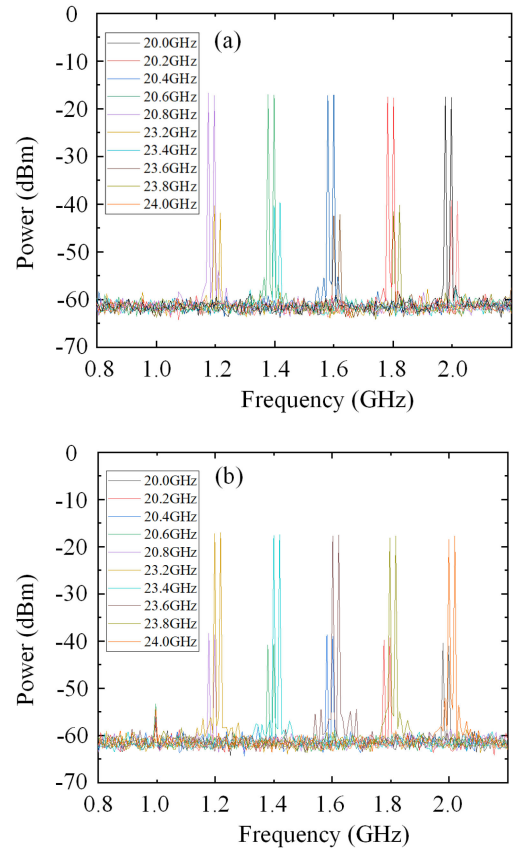 0
(a)
20.0GHz
20.2GHz
20.4GHz
20.6GHz
20.8GHz
23.2GHz
23.4GHz
23.6GHz
23.8GHz
24.0GHz
-10
-20
-30
-40
-50
-60
-70
Power (dBm)
0.8 1.0 1.2 1.4 1.6 1.8 2.0
Frequency (GHz)
0
(b)
20.0GHz
20.2GHz
20.4GHz
20.6GHz
20.8GHz
23.2GHz
23.4GHz
23.6GHz
23.8GHz
24.0GHz
-10
-20
-30
-40
-50
-60
-70
Power (dBm)
0.8 1.0 1.2 1.4 1.6 1.8 2.0
Frequency (GHz)